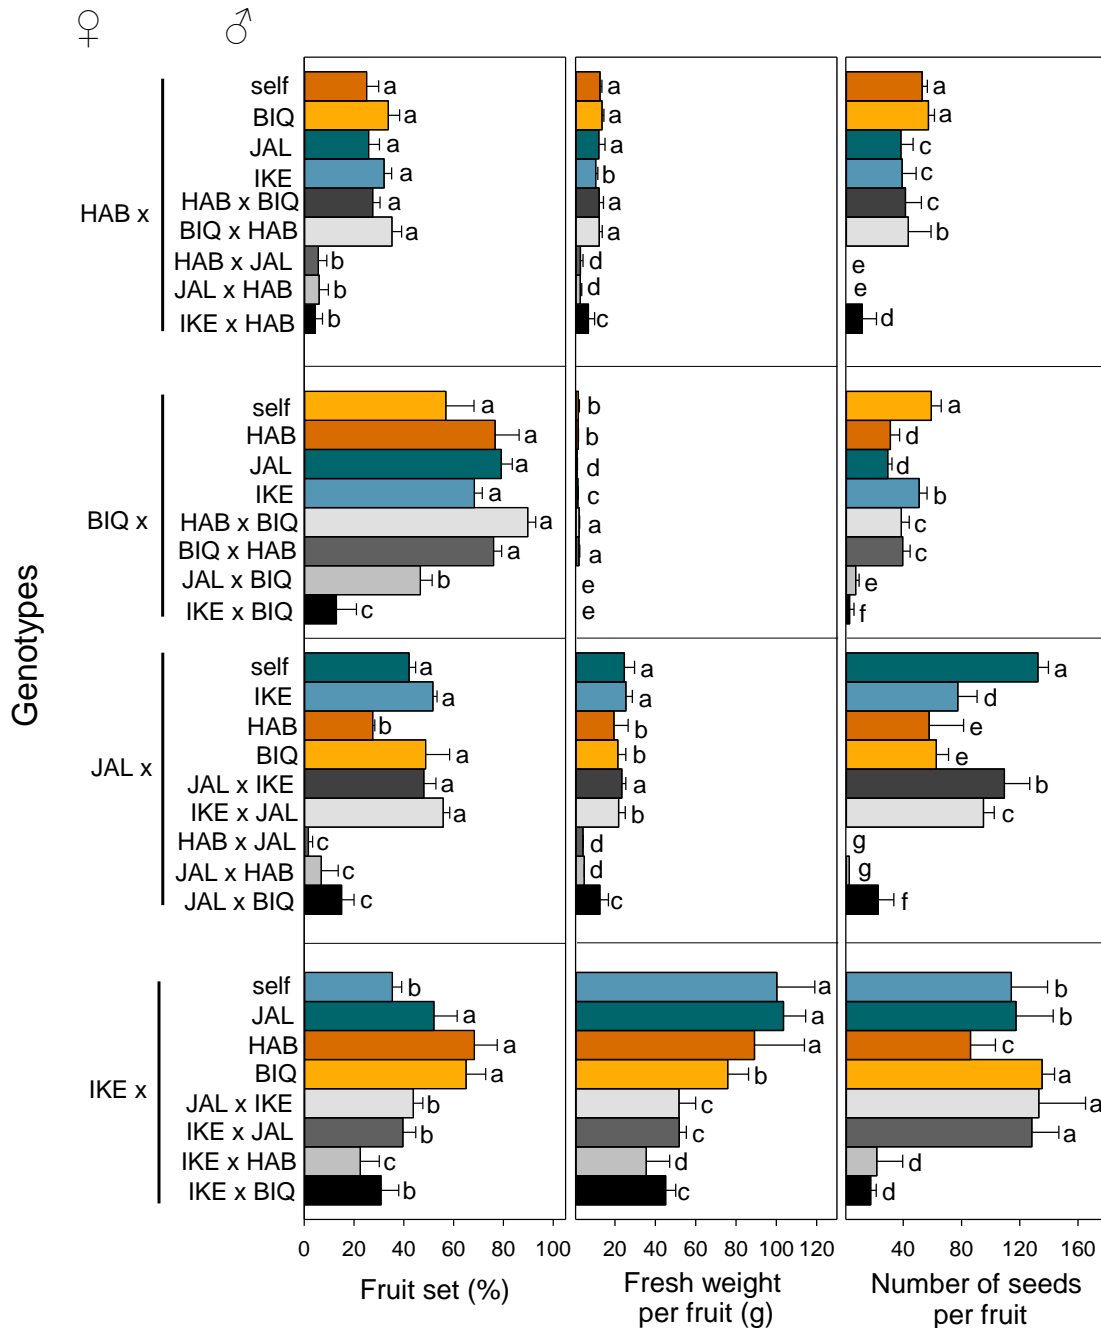 ♀ ♂
Genotypes
HAB x
self a a a
BIQ a a a
JAL a a c
IKE a b c
HAB x BIQ a a c
BIQ x HAB a a b
HAB x JAL b d e
JAL x HAB b d e
IKE x HAB b c d
BIQ x
self a b a
HAB a b d
JAL a d d
IKE a c b
HAB x BIQ a a c
BIQ x HAB a a c
JAL x BIQ b e e
IKE x BIQ c e f
JAL x
self a a a
IKE a a d
HAB b b e
BIQ a b e
JAL x IKE a a b
IKE x JAL a b c
HAB x JAL c d g
JAL x HAB c d g
JAL x BIQ c c f
IKE x
self b a b
JAL a a b
HAB a a c
BIQ a b a
JAL x IKE b c a
IKE x JAL b c a
IKE x HAB c d d
IKE x BIQ b c d
0 20 40 60 80 100
0 20 40 60 80 100 120
40 80 120 160
Fruit set (%)
Fresh weight
per fruit (g)
Number of seeds
per fruit